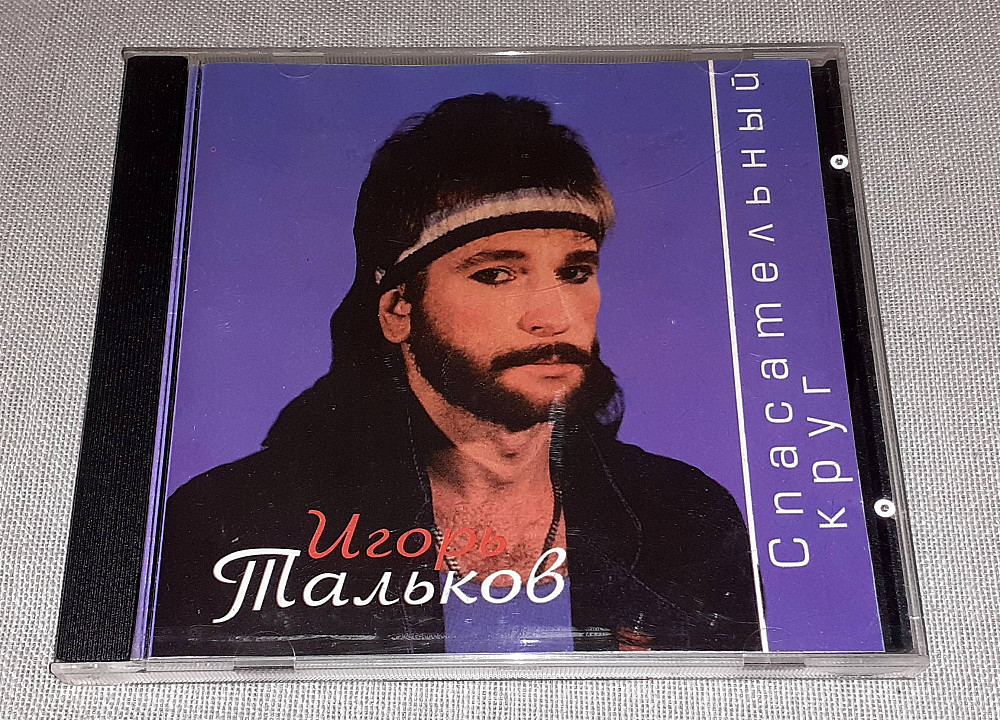 Игорь
Тальков
Спасательный
круг